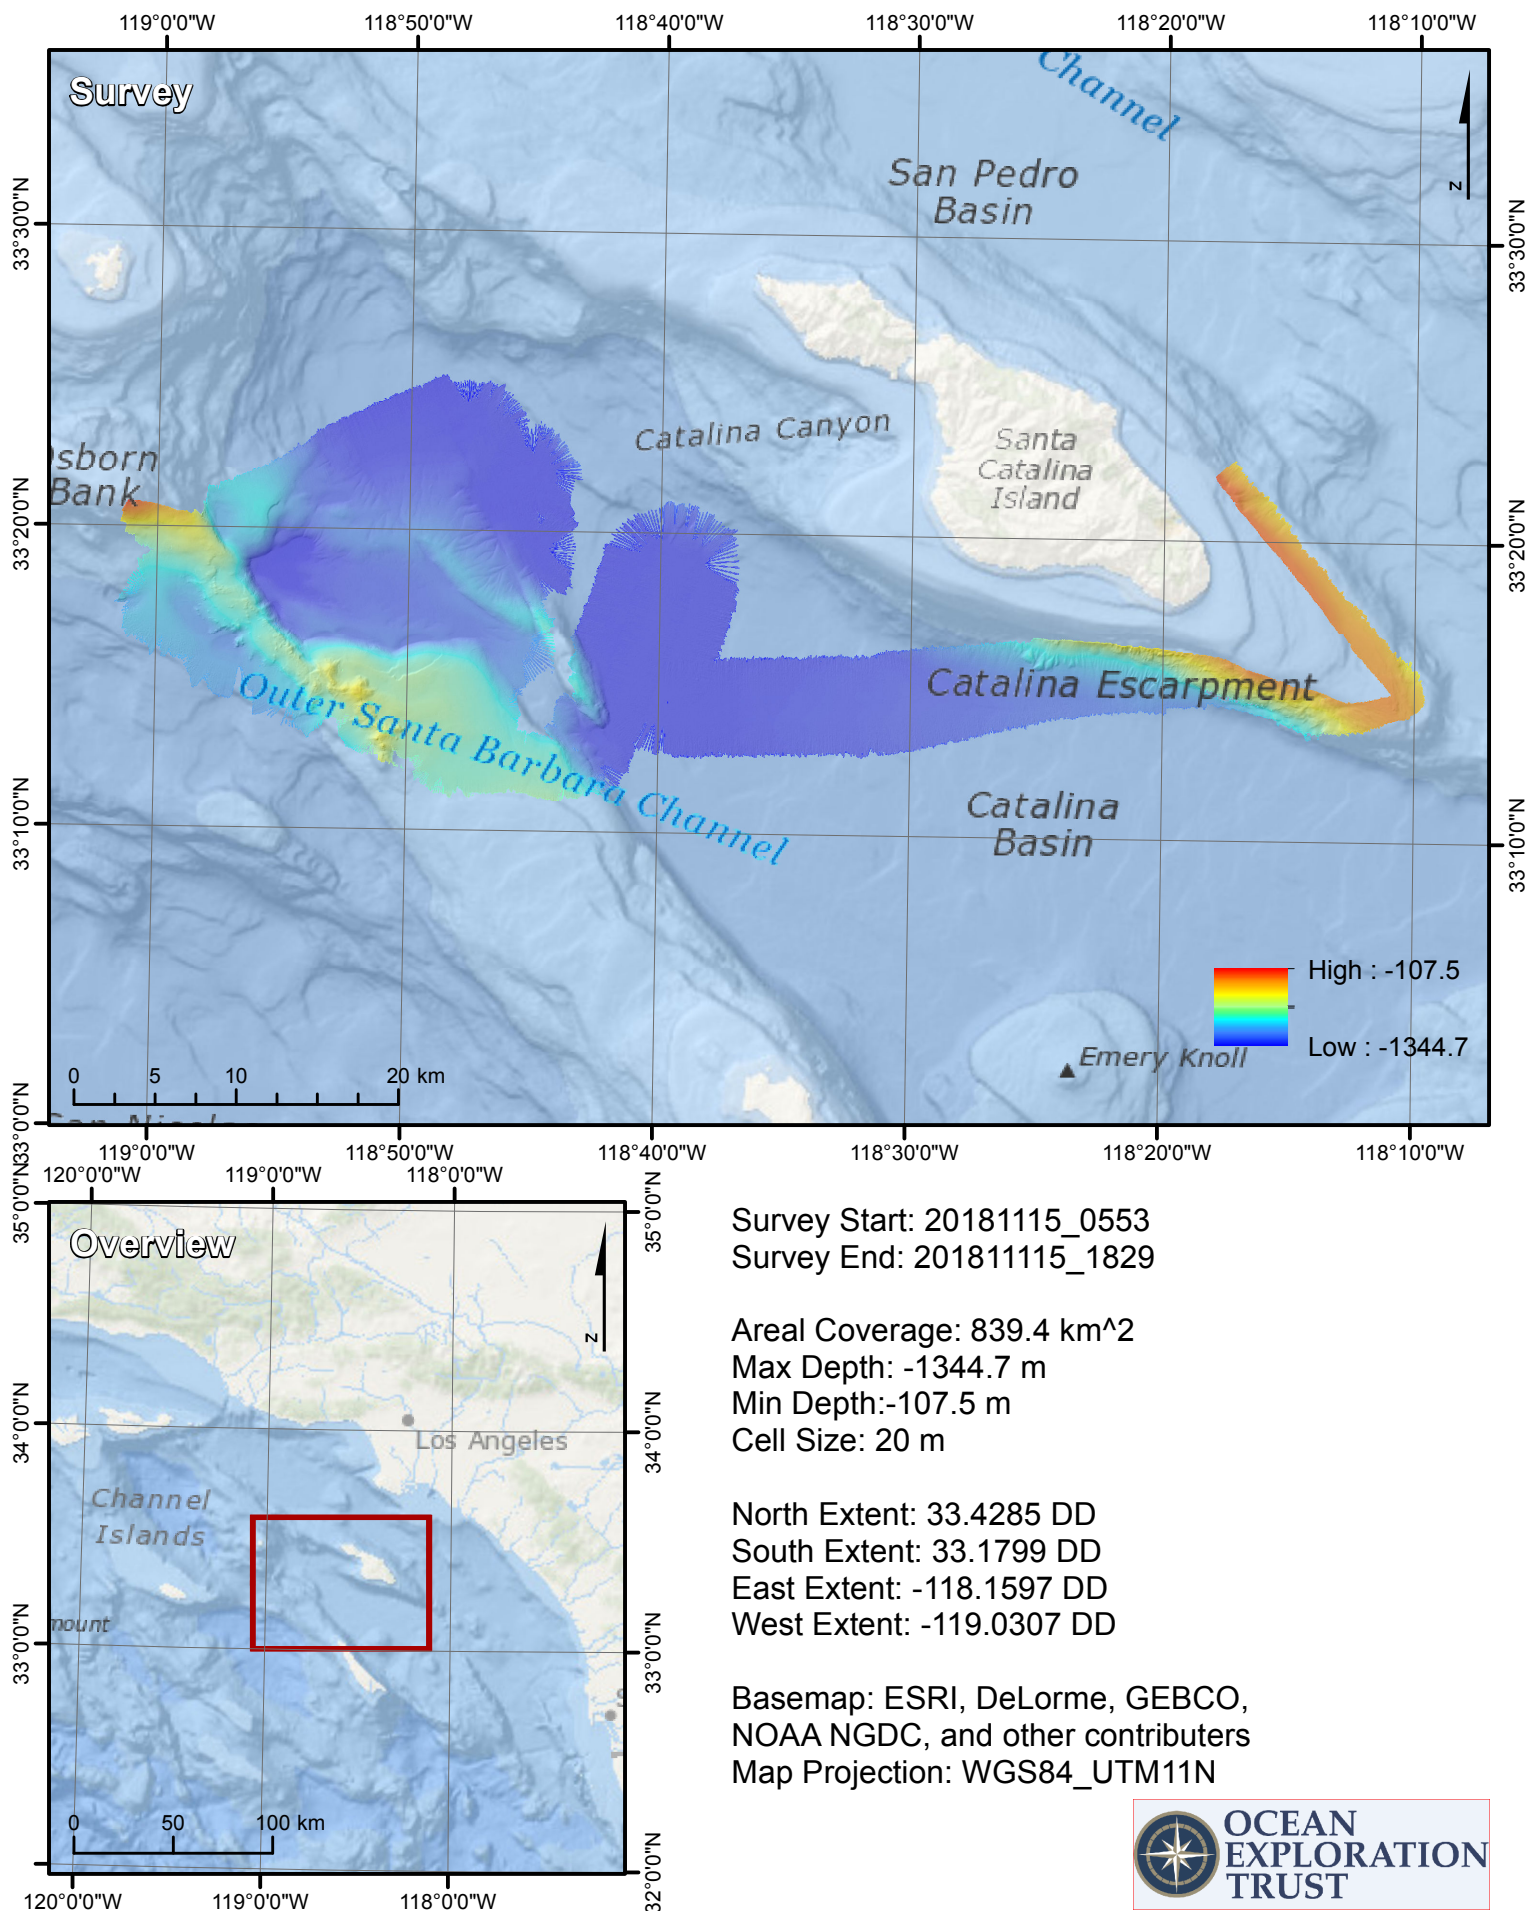 119°0'0"W 118°50'0"W 118°40'0"W 118°30'0"W 118°20'0"W 118°10'0"W
Survey
Channel
San Pedro
Basin
z
33°30'0"N
33°30'0"N
Catalina Canyon
Santa
Catalina
Island
sborn
Bank
33°20'0"N
33°20'0"N
Catalina Escarpment
Outer Santa Barbara Channel
Catalina
Basin
33°10'0"N
33°10'0"N
High : -107.5
Low : -1344.7
Emery Knoll
0 5 10 20 km
33°0'0"N
119°0'0"W 118°50'0"W 118°40'0"W 118°30'0"W 118°20'0"W 118°10'0"W
120°0'0"W 119°0'0"W 118°0'0"W
35°0'0"N
35°0'0"N
Overview
z
34°0'0"N
34°0'0"N
Los Angeles
Channel
Islands
mount
33°0'0"N
33°0'0"N
0 50 100 km
32°0'0"N
120°0'0"W 119°0'0"W 118°0'0"W
Survey Start: 20181115_0553
Survey End: 201811115_1829
Areal Coverage: 839.4 km^2
Max Depth: -1344.7 m
Min Depth:-107.5 m
Cell Size: 20 m
North Extent: 33.4285 DD
South Extent: 33.1799 DD
East Extent: -118.1597 DD
West Extent: -119.0307 DD
Basemap: ESRI, DeLorme, GEBCO,
NOAA NGDC, and other contributers
Map Projection: WGS84_UTM11N
OCEAN
EXPLORATION
TRUST